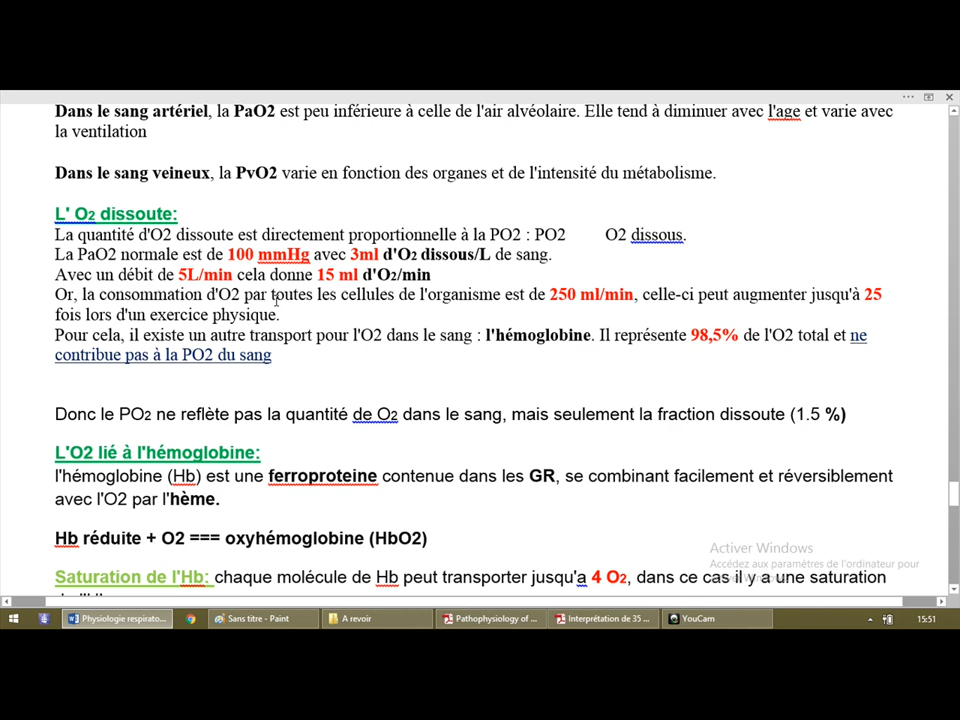 Dans le sang artériel, la PaO2 est peu inférieure à celle de l'air alvéolaire. Elle tend à diminuer avec l'age et varie avec
la ventilation
Dans le sang veineux, la PvO2 varie en fonction des organes et de l'intensité du métabolisme.
L' O2 dissoute:
La quantité d'O2 dissoute est directement proportionnelle à la PO2 : PO2 O2 dissous.
La PaO2 normale est de 100 mmHg avec 3ml d'O2 dissous/L de sang.
Avec un débit de 5L/min cela donne 15 ml d'O2/min
Or, la consommation d'O2 par toutes les cellules de l'organisme est de 250 ml/min, celle-ci peut augmenter jusqu'à 25
fois lors d'un exercice physique.
Pour cela, il existe un autre transport pour l'O2 dans le sang : l'hémoglobine. Il représente 98,5% de l'O2 total et ne
contribue pas à la PO2 du sang
Donc le PO2 ne reflète pas la quantité de O2 dans le sang, mais seulement la fraction dissoute (1.5 %)
L'O2 lié à l'hémoglobine:
l'hémoglobine (Hb) est une ferroproteine contenue dans les GR, se combinant facilement et réversiblement
avec l'O2 par l'hème.
Hb réduite + O2 === oxyhémoglobine (HbO2)
Activer Windows
Accédez aux paramètres de l'ordinateur pour
Saturation de l'Hb: chaque molécule de Hb peut transporter jusqu'a 4 O2, dans ce cas il y a une saturation
Physiologie respirato... Sans titre - Paint A revoir Pathophysiology of ... Interprétation de 35 ... YouCam 15:51